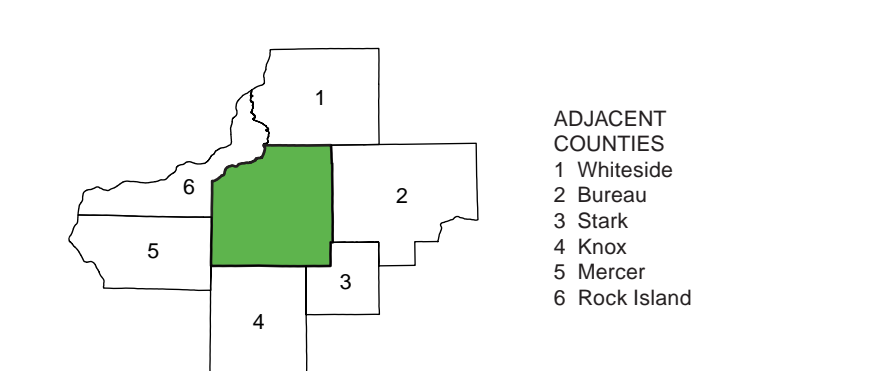 1
6
2
5
3
4
ADJACENT
COUNTIES
1 Whiteside
2 Bureau
3 Stark
4 Knox
5 Mercer
6 Rock Island